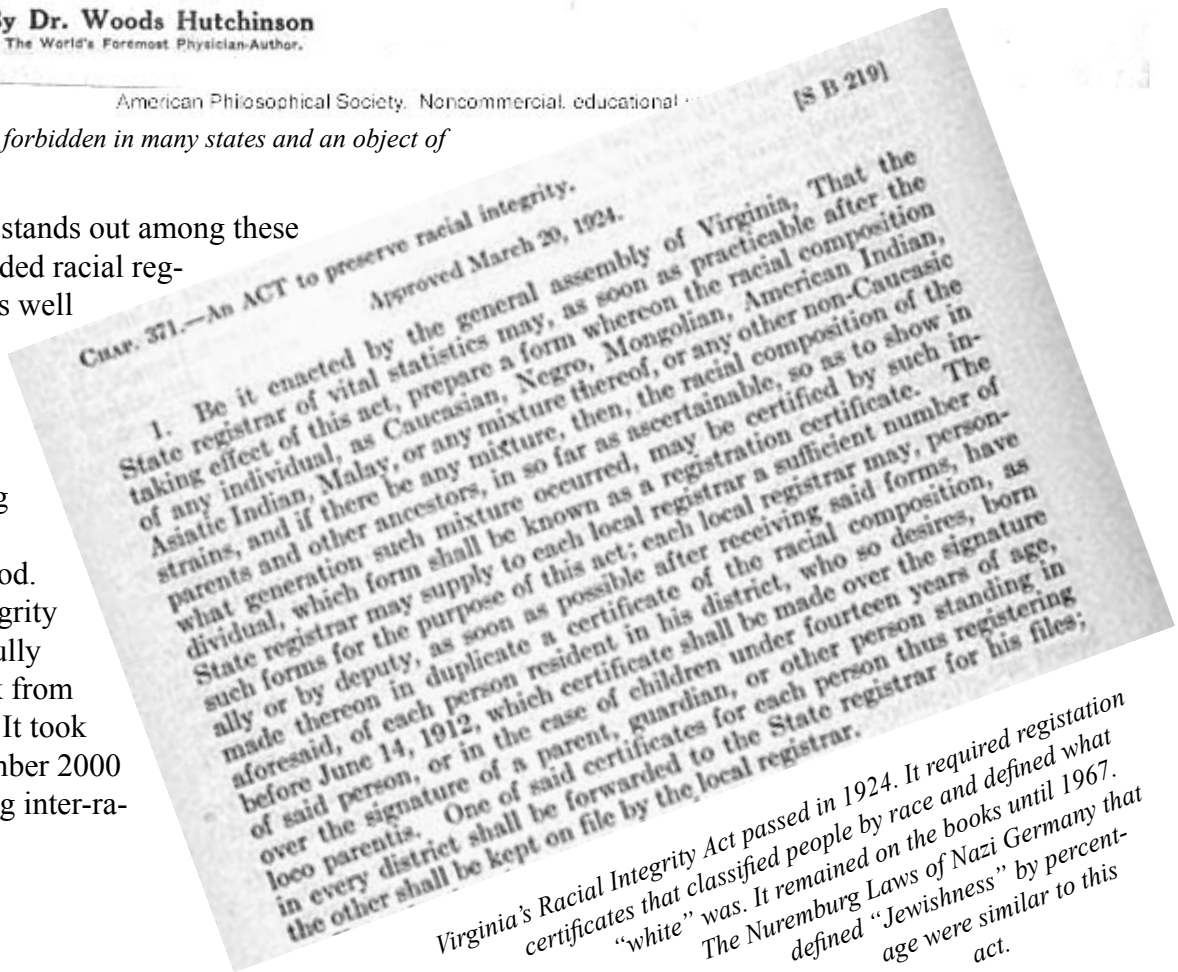 By Dr. Woods Hutchinson
The World's Foremost Physician-Author.
American Philosophical Society. Noncommercial, educational
forbidden in many states and an object of
stands out among these
ded racial reg-
s well
g
od.
grity
ully
from
It took
mber 2000
g inter-ra-
[S B 219]
CHAP. 371.—An ACT to preserve racial integrity.
Approved March 20, 1924.
1. Be it enacted by the general assembly of Virginia, That the
State registrar of vital statistics may, as soon as practicable after the
taking effect of this act, prepare a form whereon the racial composition
of any individual, as Caucasian, Negro, Mongolian, American Indian,
Asiatic Indian, Malay, or any mixture thereof, or any other non-Caucasic
strains, and if there be any mixture, then, the racial composition of the
parents and other ancestors, in so far as ascertainable, so as to show in
what generation such mixture occurred, may be certified by such in-
dividual, which form shall be known as a registration certificate. The
State registrar may supply to each local registrar a sufficient number of
such forms for the purpose of this act; each local registrar may, person-
ally or by deputy, as soon as possible after receiving said forms, have
made thereon in duplicate a certificate of the racial composition, as
aforesaid, of each person resident in his district, who so desires, born
before June 14, 1912, which certificate shall be made over the signature
of said person, or in the case of children under fourteen years of age,
over the signature of a parent, guardian, or other person standing in
loco parentis. One of said certificates for each person thus registering
in every district shall be forwarded to the State registrar for his files;
the other shall be kept on file by the local registrar.
Virginia's Racial Integrity Act passed in 1924. It required registation
certificates that classified people by race and defined what
“white” was. It remained on the books until 1967.
The Nuremburg Laws of Nazi Germany that
defined “Jewishness” by percent-
age were similar to this
act.